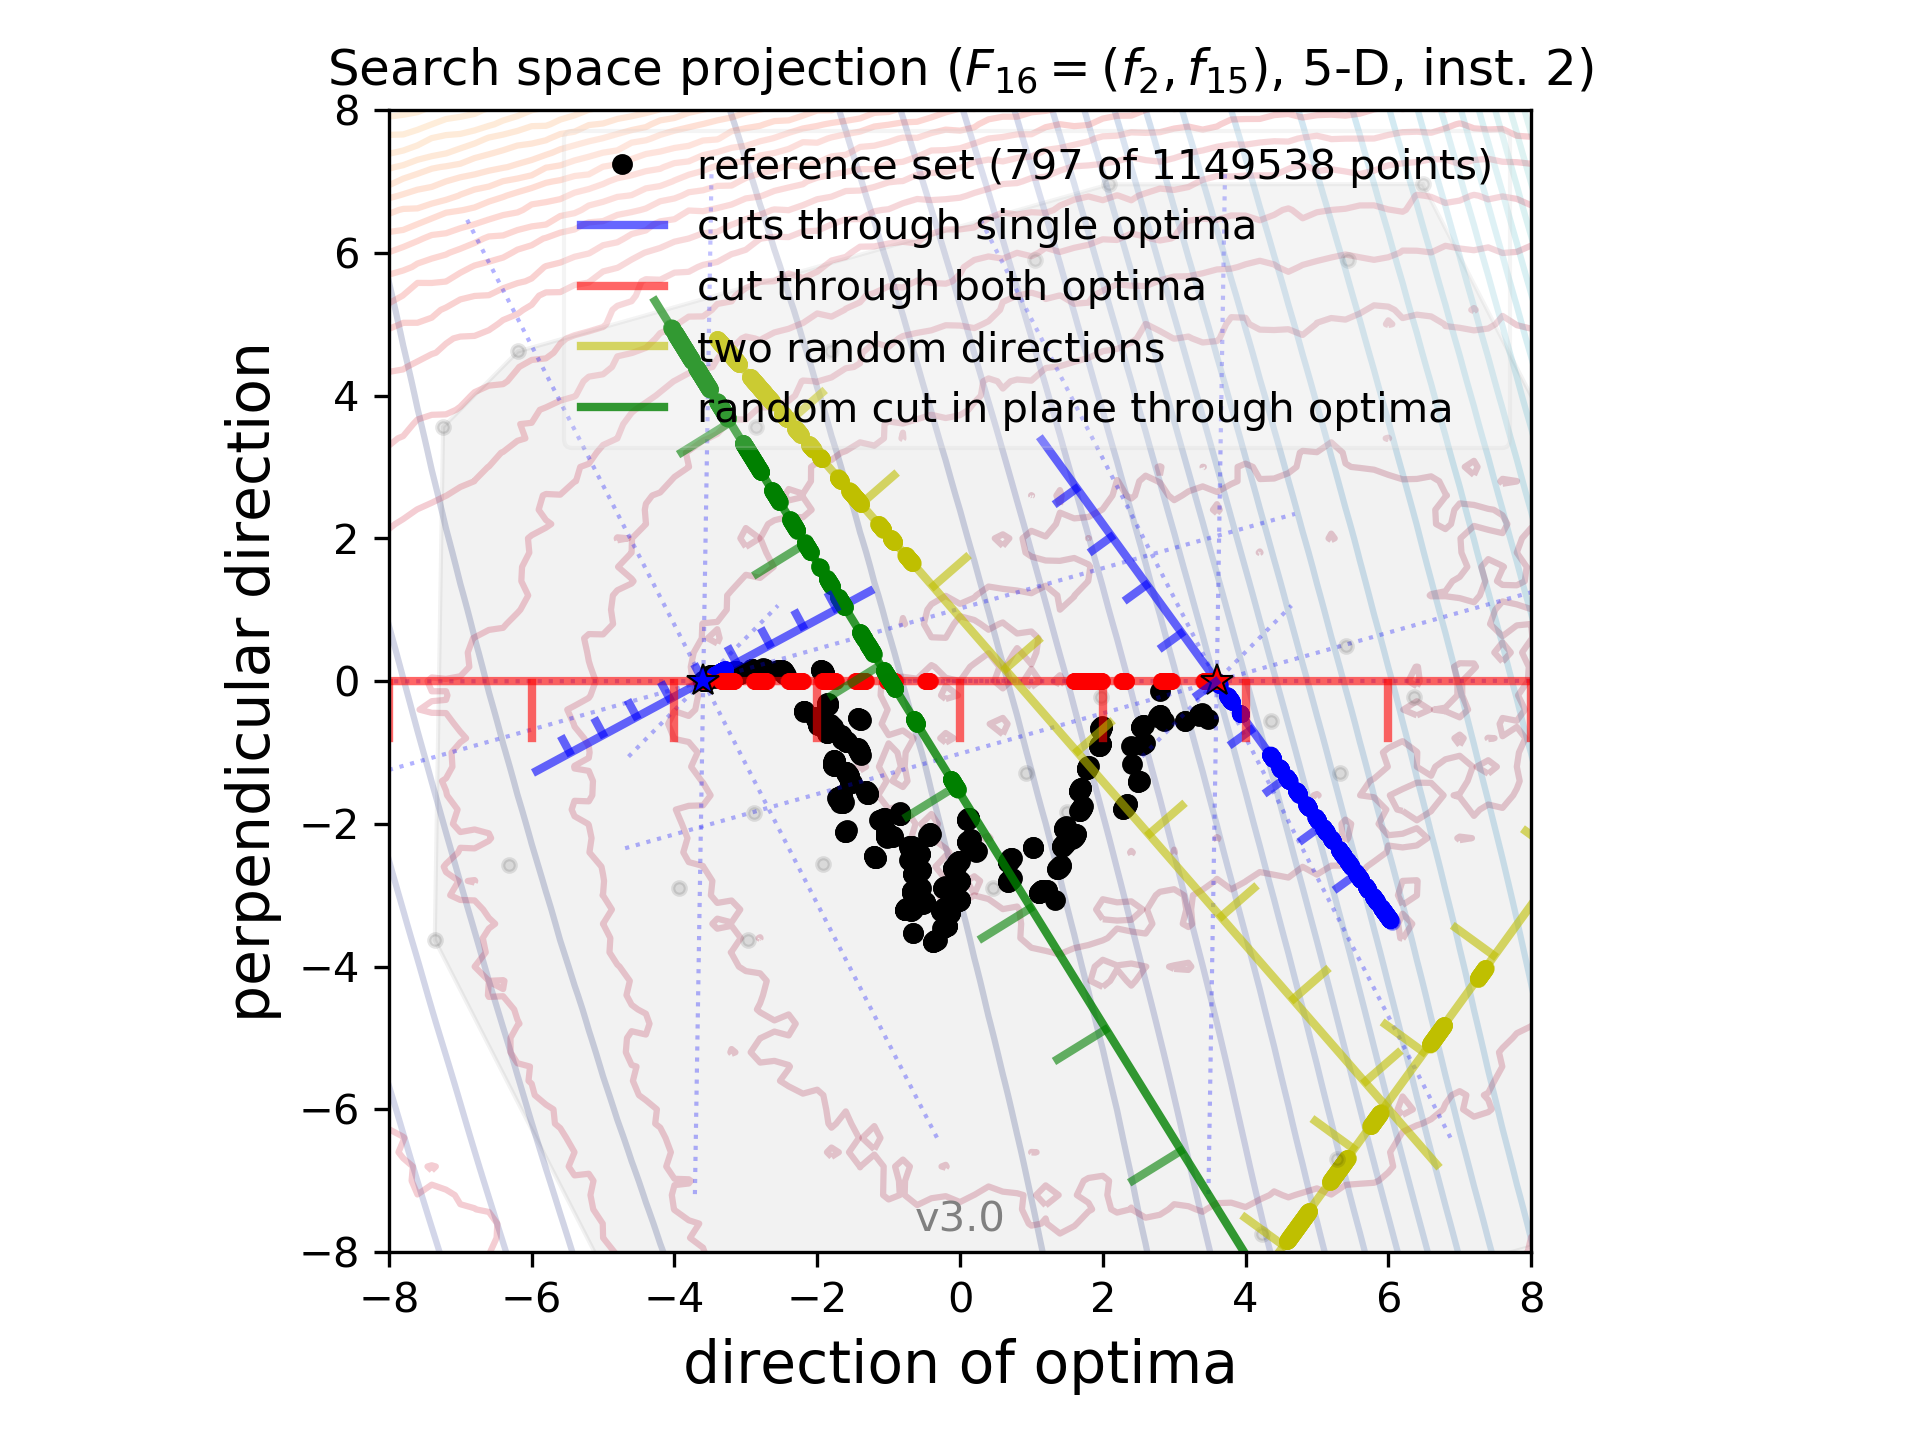 Search space projection (F₁₆ = (f₂, f₁₅), 5-D, inst. 2)
8
6
4
2
0
−2
−4
−6
−8
perpendicular direction
reference set (797 of 1149538 points)
cuts through single optima
cut through both optima
two random directions
random cut in plane through optima
v3.0
−8 −6 −4 −2 0 2 4 6 8
direction of optima